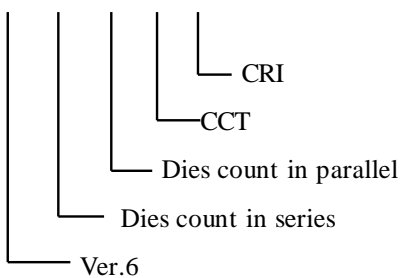 CRI
CCT
Dies count in parallel
Dies count in series
Ver.6